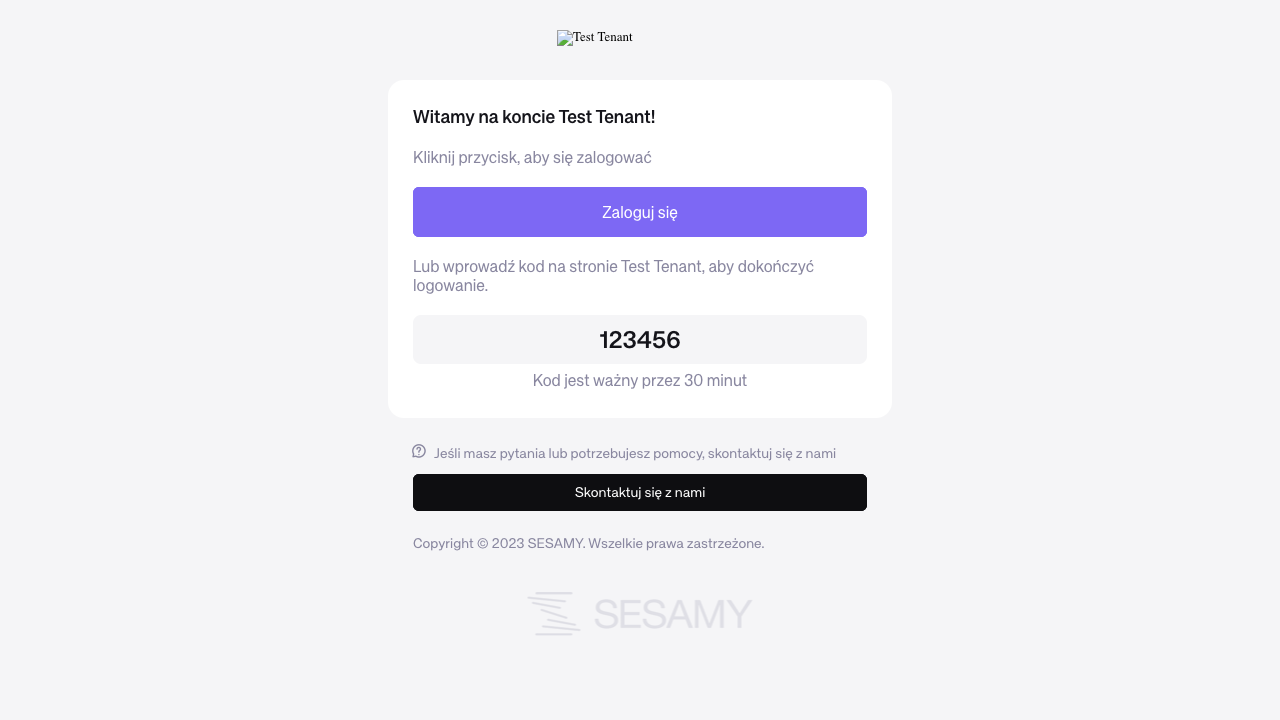 Test Tenant
Witamy na koncie Test Tenant!
Kliknij przycisk, aby się zalogować
Zaloguj się
Lub wprowadź kod na stronie Test Tenant, aby dokończyć
logowanie.
123456
Kod jest ważny przez 30 minut
Jeśli masz pytania lub potrzebujesz pomocy, skontaktuj się z nami
Skontaktuj się z nami
Copyright © 2023 SESAMY. Wszelkie prawa zastrzeżone.
SESAMY